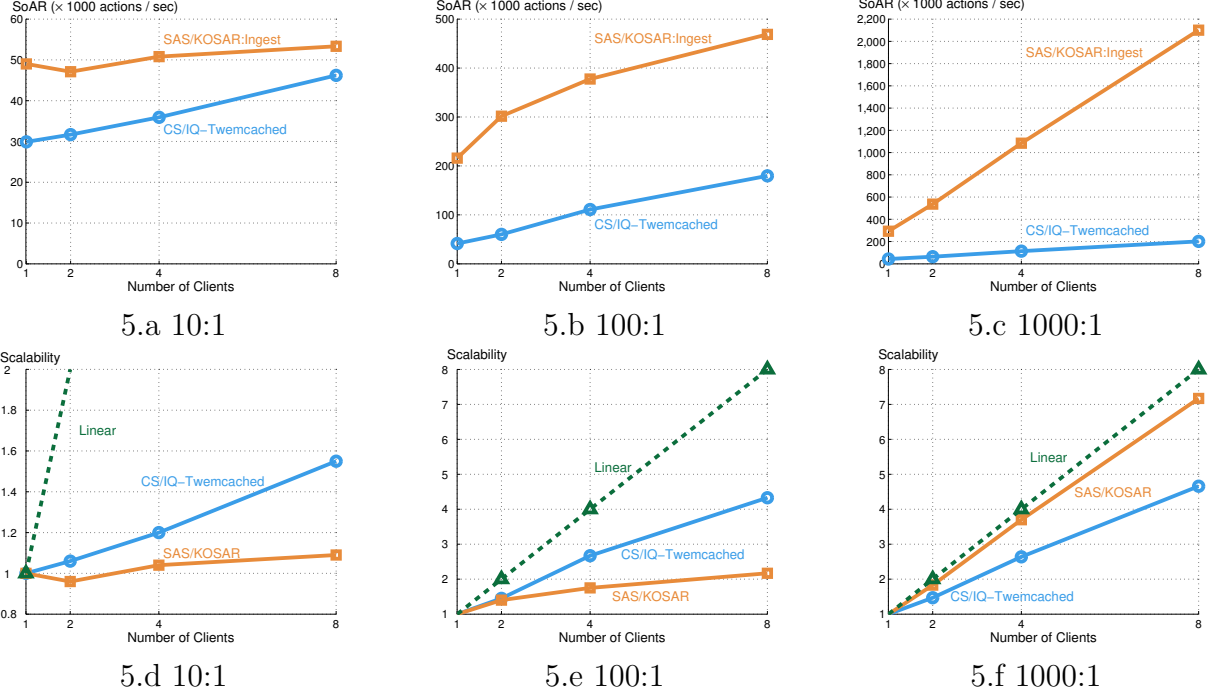 SoAR (× 1000 actions / sec)
60
50
40
30
20
10
0
SAS/KOSAR:Ingest
CS/IQ−Twemcached
1 2 4 8
Number of Clients
5.a 10:1
SoAR (× 1000 actions / sec)
500
400
300
200
100
0
SAS/KOSAR:Ingest
CS/IQ−Twemcached
1 2 4 8
Number of Clients
5.b 100:1
SoAR (× 1000 actions / sec)
2,200
2,000
1,800
1,600
1,400
1,200
1,000
800
600
400
200
0
SAS/KOSAR:Ingest
CS/IQ−Twemcached
1 2 4 8
Number of Clients
5.c 1000:1
Scalability
2
1.8
1.6
1.4
1.2
1
0.8
Linear
CS/IQ−Twemcached
SAS/KOSAR
1 2 4 8
Number of Clients
5.d 10:1
Scalability
8
7
6
5
4
3
2
1
Linear
CS/IQ−Twemcached
SAS/KOSAR
1 2 4 8
Number of Clients
5.e 100:1
Scalability
8
7
6
5
4
3
2
1
Linear
SAS/KOSAR
CS/IQ−Twemcached
1 2 4 8
Number of Clients
5.f 1000:1